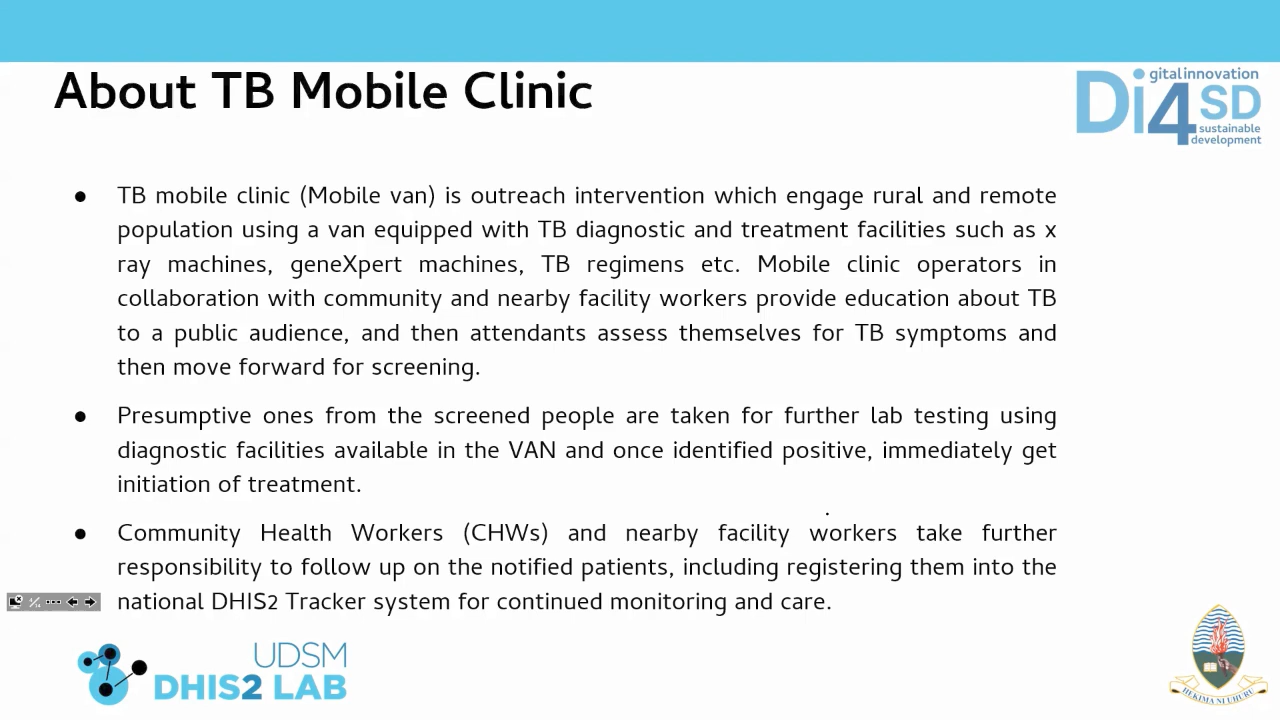 About TB Mobile Clinic
Di4SD
gitalinnovation
sustainable
development
● TB mobile clinic (Mobile van) is outreach intervention which engage rural and remote
population using a van equipped with TB diagnostic and treatment facilities such as x
ray machines, geneXpert machines, TB regimens etc. Mobile clinic operators in
collaboration with community and nearby facility workers provide education about TB
to a public audience, and then attendants assess themselves for TB symptoms and
then move forward for screening.
● Presumptive ones from the screened people are taken for further lab testing using
diagnostic facilities available in the VAN and once identified positive, immediately get
initiation of treatment.
● Community Health Workers (CHWs) and nearby facility workers take further
responsibility to follow up on the notified patients, including registering them into the
national DHIS2 Tracker system for continued monitoring and care.
UDSM
DHIS2 LAB
HEKIMA NI UHURU